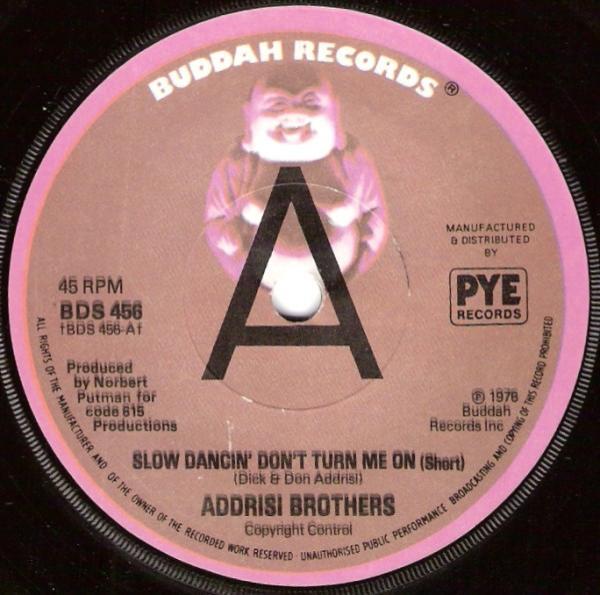 BUDDAH RECORDS®
A
MANUFACTURED
& DISTRIBUTED
BY
PYE
RECORDS
45 RPM
BDS 456
†BDS 456-A†
Produced
by Norbert
Putman for
code 615
Productions
℗ 1976
Buddah
Records Inc
SLOW DANCIN' DON'T TURN ME ON (Short)
(Dick & Don Addrisi)
ADDRISI BROTHERS
Copyright Control
ALL RIGHTS OF THE MANUFACTURER AND OF THE OWNER OF THE RECORDED WORK RESERVED · UNAUTHORISED PUBLIC PERFORMANCE BROADCASTING AND COPYING OF THIS RECORD PROHIBITED